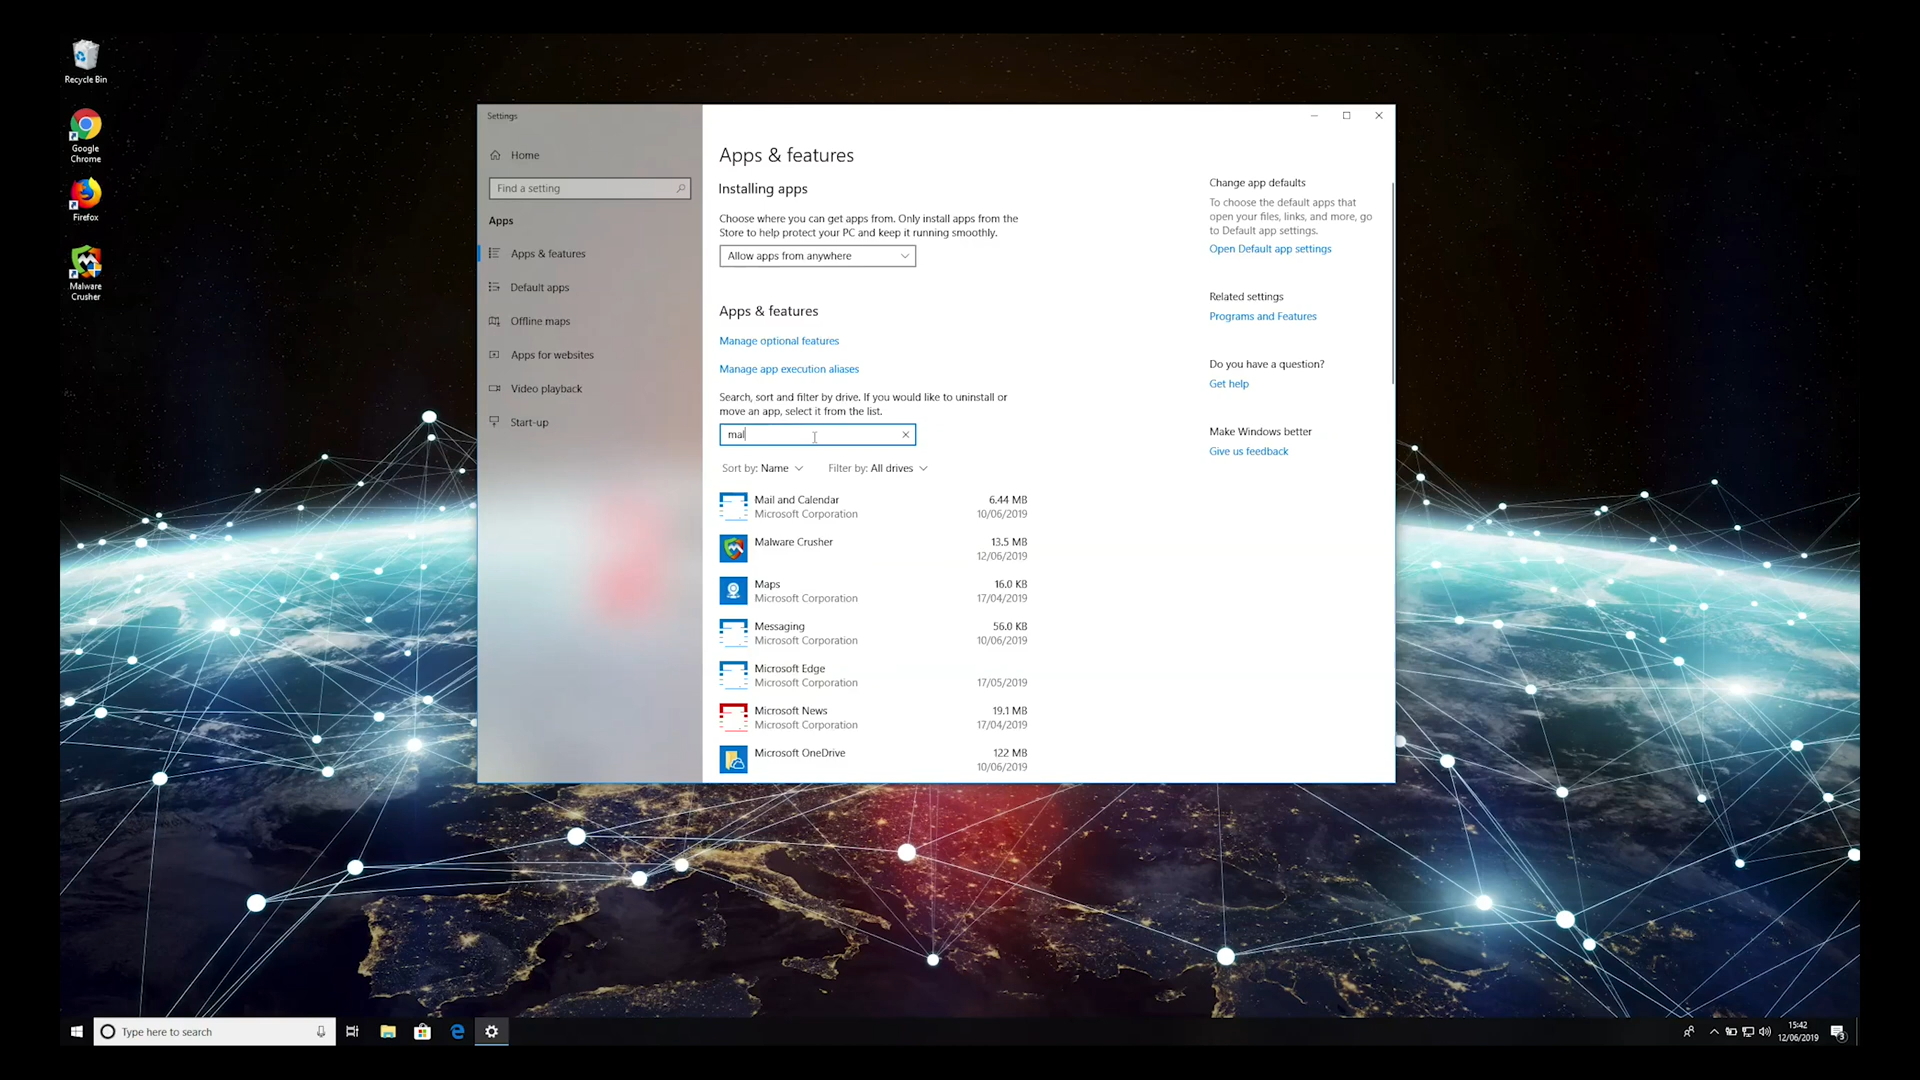 Recycle Bin
Google
Chrome
Firefox
Malware
Crusher
Settings
Home
Find a setting
Apps
Apps & features
Default apps
Offline maps
Apps for websites
Video playback
Start-up
Apps & features
Installing apps
Choose where you can get apps from. Only install apps from the
Store to help protect your PC and keep it running smoothly.
Allow apps from anywhere
Apps & features
Manage optional features
Manage app execution aliases
Search, sort and filter by drive. If you would like to uninstall or
move an app, select it from the list.
mal
Sort by: Name
Filter by: All drives
Mail and Calendar 6.44 MB
Microsoft Corporation 10/06/2019
Malware Crusher 13.5 MB
12/06/2019
Maps 16.0 KB
Microsoft Corporation 17/04/2019
Messaging 56.0 KB
Microsoft Corporation 10/06/2019
Microsoft Edge
Microsoft Corporation 17/05/2019
Microsoft News 19.1 MB
Microsoft Corporation 17/04/2019
Microsoft OneDrive 122 MB
10/06/2019
Change app defaults
To choose the default apps that
open your files, links, and more, go
to Default app settings.
Open Default app settings
Related settings
Programs and Features
Do you have a question?
Get help
Make Windows better
Give us feedback
Type here to search
15:42
12/06/2019
3